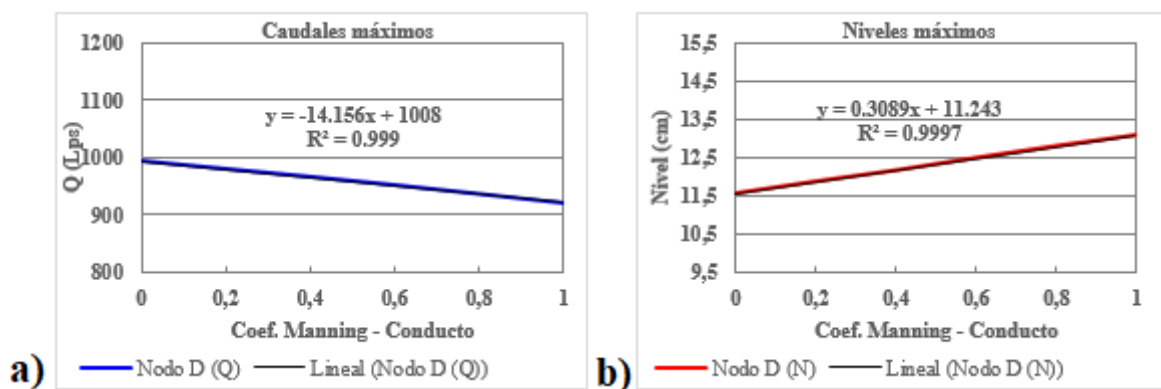 Caudales máximos
1200
1100
1000
900
800
Q (Lps)
y = -14.156x + 1008
R² = 0.999
0 0,2 0,4 0,6 0,8 1
Coef. Manning - Conducto
a)
Nodo D (Q) Lineal (Nodo D (Q))
Niveles máximos
15,5
14,5
13,5
12,5
11,5
10,5
9,5
Nivel (cm)
y = 0.3089x + 11.243
R² = 0.9997
0 0,2 0,4 0,6 0,8 1
Coef. Manning - Conducto
b)
Nodo D (N) Lineal (Nodo D (N))